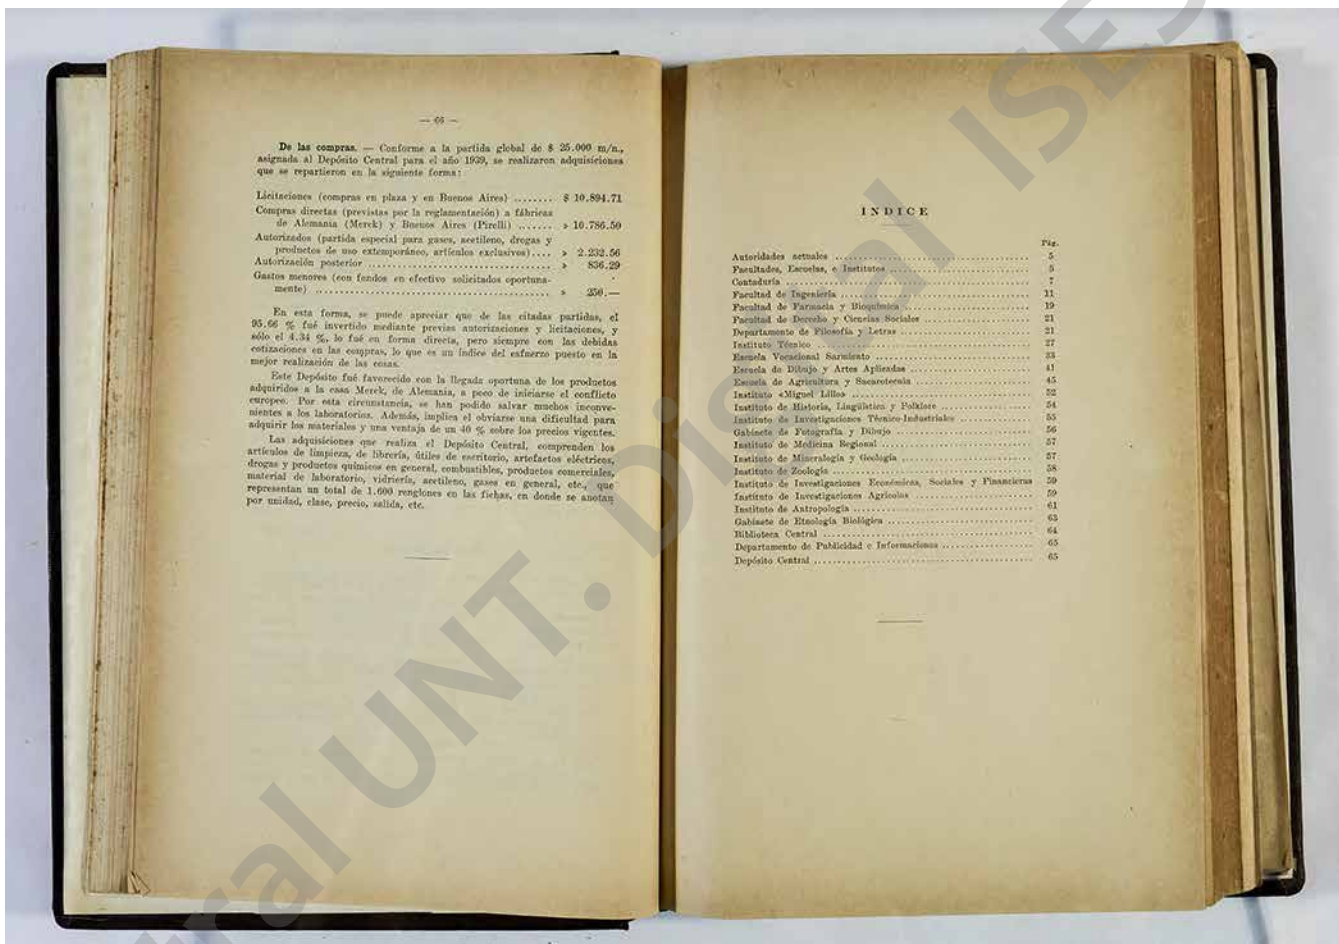 — 66 —
De las compras. — Conforme a la partida global de $ 25.000 m/n.,
asignada al Depósito Central para el año 1939, se realizaron adquisiciones
que se repartieron en la siguiente forma:
Licitaciones (compras en plaza y en Buenos Aires) ........ $ 10.894.71
Compras directas (previstas por la reglamentación) a fábricas
de Alemania (Merck) y Buenos Aires (Pirelli) ....... » 10.786.50
Autorizados (partida especial para gases, acetileno, drogas y
productos de uso extemporáneo, artículos exclusivos).... » 2.232.56
Autorización posterior ........................................ » 836.29
Gastos menores (con fondos en efectivo solicitados oportuna-
mente) .................................................. » 250.—
En esta forma, se puede apreciar que de las citadas partidas, el
95.66 % fué invertido mediante previas autorizaciones y licitaciones, y
sólo el 4.34 %, lo fué en forma directa, pero siempre con las debidas
cotizaciones en las compras, lo que es un índice del esfuerzo puesto en la
mejor realización de las cosas.
Este Depósito fué favorecido con la llegada oportuna de los productos
adquiridos a la casa Merck, de Alemania, a poco de iniciarse el conflicto
europeo. Por esta circunstancia, se han podido salvar muchos inconve-
nientes a los laboratorios. Además, implica el obviarse una dificultad para
adquirir los materiales y una ventaja de un 40 % sobre los precios vigentes.
Las adquisiciones que realiza el Depósito Central, comprenden los
artículos de limpieza, de librería, útiles de escritorio, artefactos eléctricos,
drogas y productos químicos en general, combustibles, productos comerciales,
material de laboratorio, vidriería, acetileno, gases en general, etc., que
representan un total de 1.600 renglones en las fichas, en donde se anotan
por unidad, clase, precio, salida, etc.
INDICE
Pág.
Autoridades actuales ........ 5
Facultades, Escuelas, e Institutos ........ 5
Contaduría ........ 7
Facultad de Ingeniería ........ 11
Facultad de Farmacia y Bioquímica ........ 19
Facultad de Derecho y Ciencias Sociales ........ 21
Departamento de Filosofía y Letras ........ 21
Instituto Técnico ........ 27
Escuela Vocacional Sarmiento ........ 33
Escuela de Dibujo y Artes Aplicadas ........ 41
Escuela de Agricultura y Sacarotecnia ........ 45
Instituto «Miguel Lillo» ........ 52
Instituto de Historia, Lingüística y Folklore ........ 54
Instituto de Investigaciones Técnico-Industriales ........ 55
Gabinete de Fotografía y Dibujo ........ 56
Instituto de Medicina Regional ........ 57
Instituto de Mineralogía y Geología ........ 57
Instituto de Zoología ........ 58
Instituto de Investigaciones Económicas, Sociales y Financieras 59
Instituto de Investigaciones Agrícolas ........ 59
Instituto de Antropología ........ 61
Gabinete de Etnología Biológica ........ 63
Biblioteca Central ........ 64
Departamento de Publicidad e Informaciones ........ 65
Depósito Central ........ 65
UNT. Digital ISES